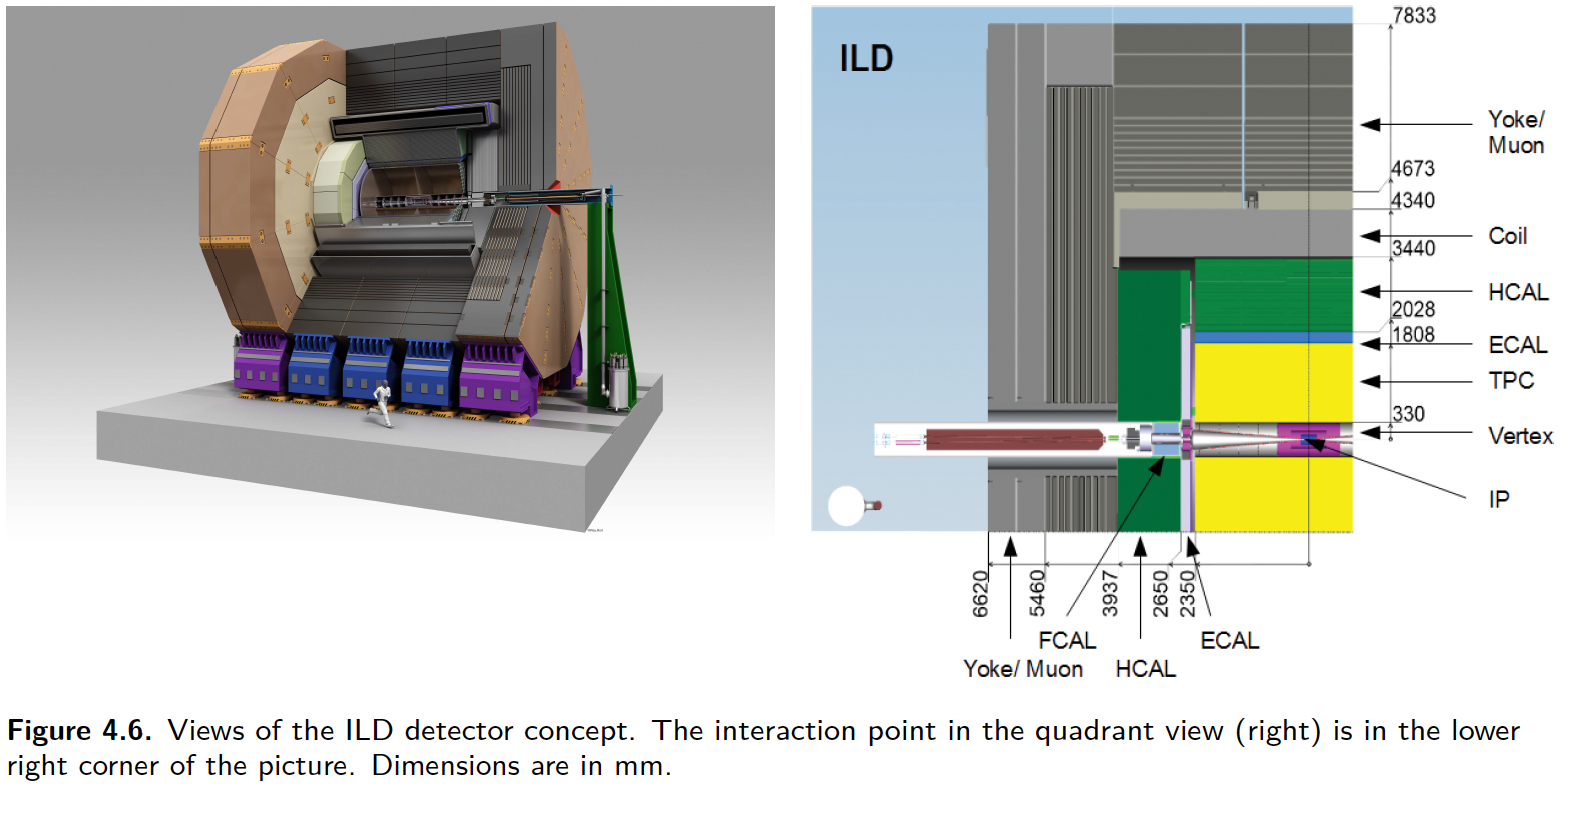 ILD
7833
Yoke/
Muon
4673
4340
Coil
3440
HCAL
2028
1808
ECAL
TPC
330
Vertex
IP
6620
5460
3937
2650
2350
FCAL
ECAL
Yoke/ Muon
HCAL
Figure 4.6. Views of the ILD detector concept. The interaction point in the quadrant view (right) is in the lower
right corner of the picture. Dimensions are in mm.